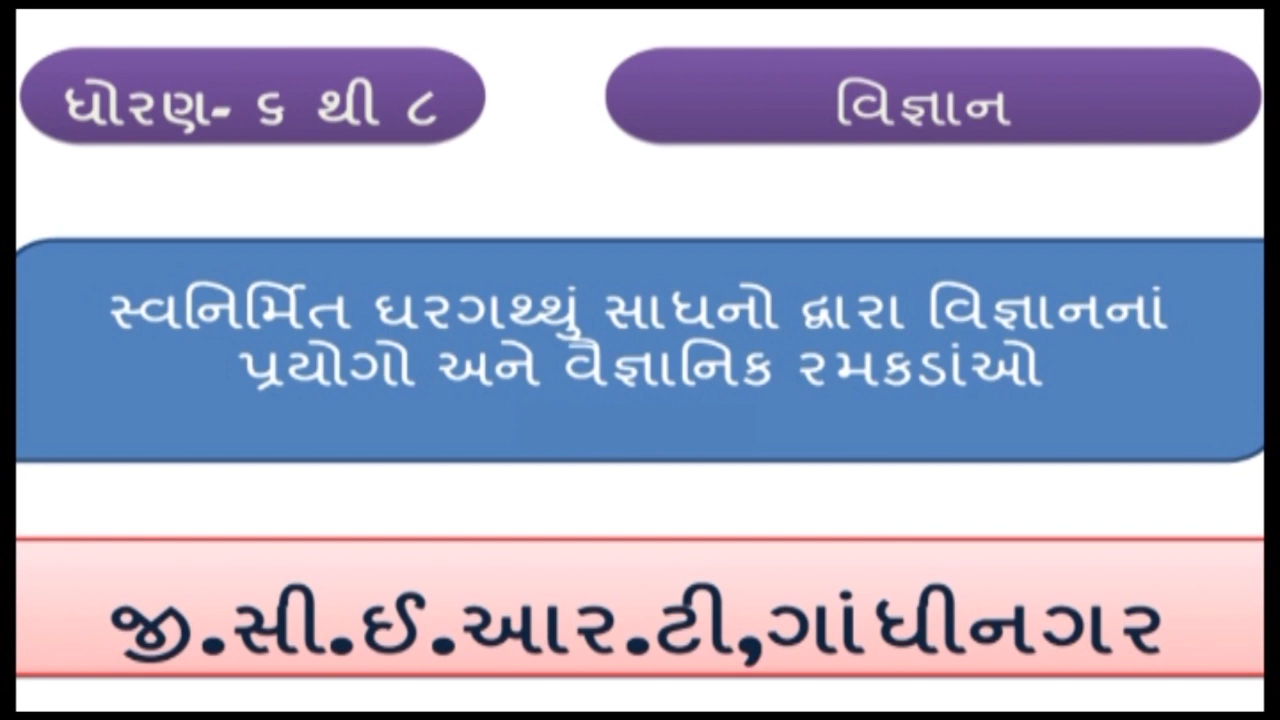 ધોરણ- ૬ થી ૮
વિજ્ઞાન
સ્વનિર્મિત ઘરગથ્થું સાધનો દ્વારા વિજ્ઞાનનાં
પ્રયોગો અને વૈજ્ઞાનિક રમકડાંઓ
જી.સી.ઈ.આર.ટી,ગાંધીનગર